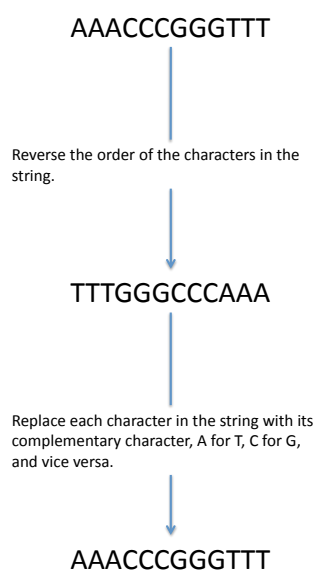 AAACCCGGGTTT
Reverse the order of the characters in the
string.
TTTGGGCCCAAA
Replace each character in the string with its
complementary character, A for T, C for G,
and vice versa.
AAACCCGGGTTT